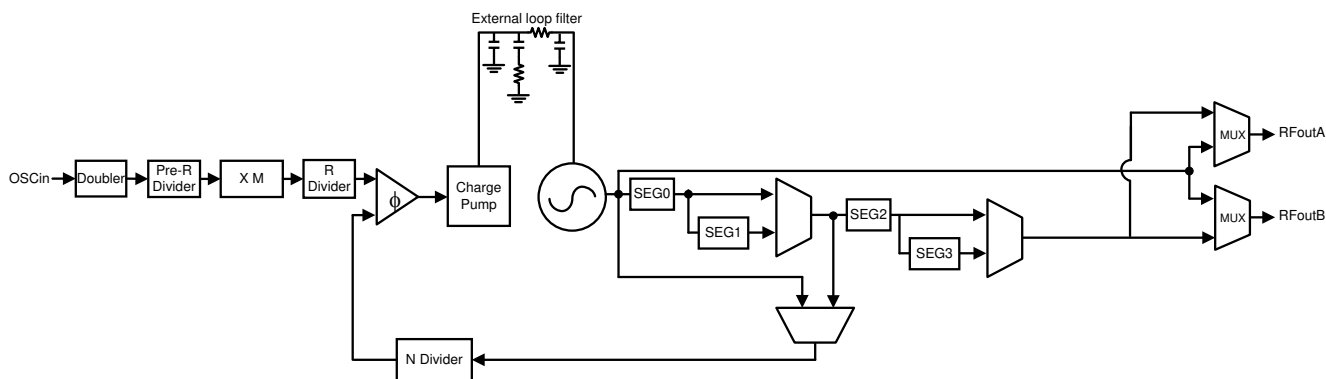 External loop filter
OSCin
Doubler
Pre-R
Divider
X M
R
Divider
ϕ
Charge
Pump
SEG0
SEG1
SEG2
SEG3
MUX
RFoutA
MUX
RFoutB
N Divider